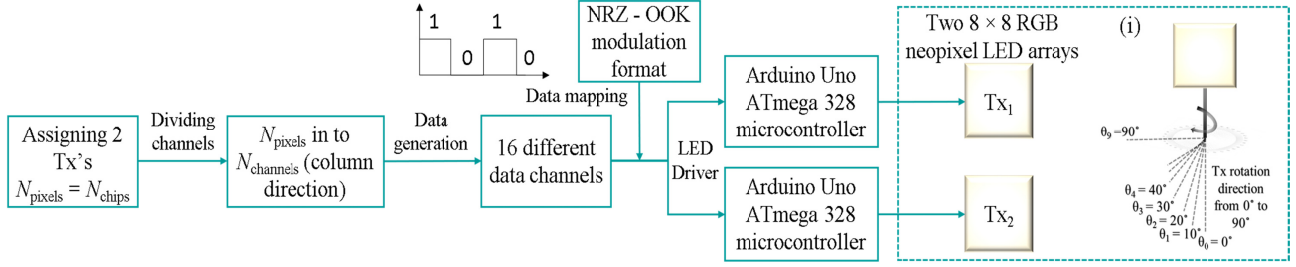 Assigning 2
Tx's
Npixels = Nchips
Dividing
channels
Npixels in to
Nchannels (column
direction)
Data
generation
1 0 1 0
16 different
data channels
NRZ - OOK
modulation
format
Data mapping
LED
Driver
Arduino Uno
ATmega 328
microcontroller
Arduino Uno
ATmega 328
microcontroller
Two 8 × 8 RGB
neopixel LED arrays
Tx1
Tx2
(i)
θ9 =90˚
θ4 = 40˚
θ3 = 30˚
θ2 = 20˚
θ1 = 10˚
θ0 = 0˚
Tx rotation
direction
from 0˚ to
90˚